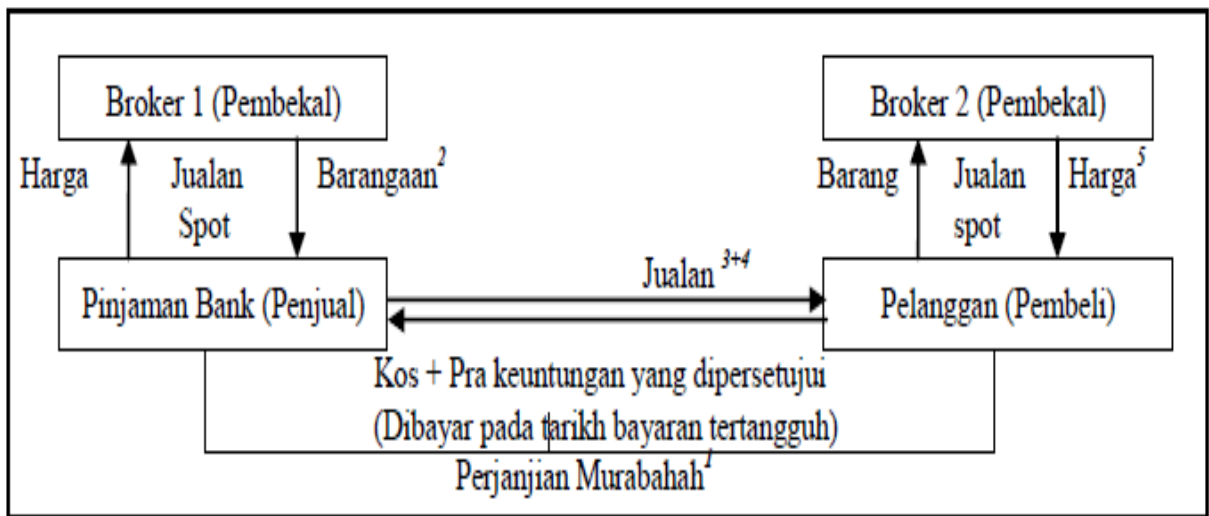 Broker 1 (Pembekal)
Broker 2 (Pembekal)
Harga
Jualan
Spot
Barangaan²
Barang
Jualan
spot
Harga⁵
Pinjaman Bank (Penjual)
Jualan ³⁺⁴
Pelanggan (Pembeli)
Kos + Pra keuntungan yang dipersetujui
(Dibayar pada tarikh bayaran tertangguh)
Perjanjian Murabahah¹